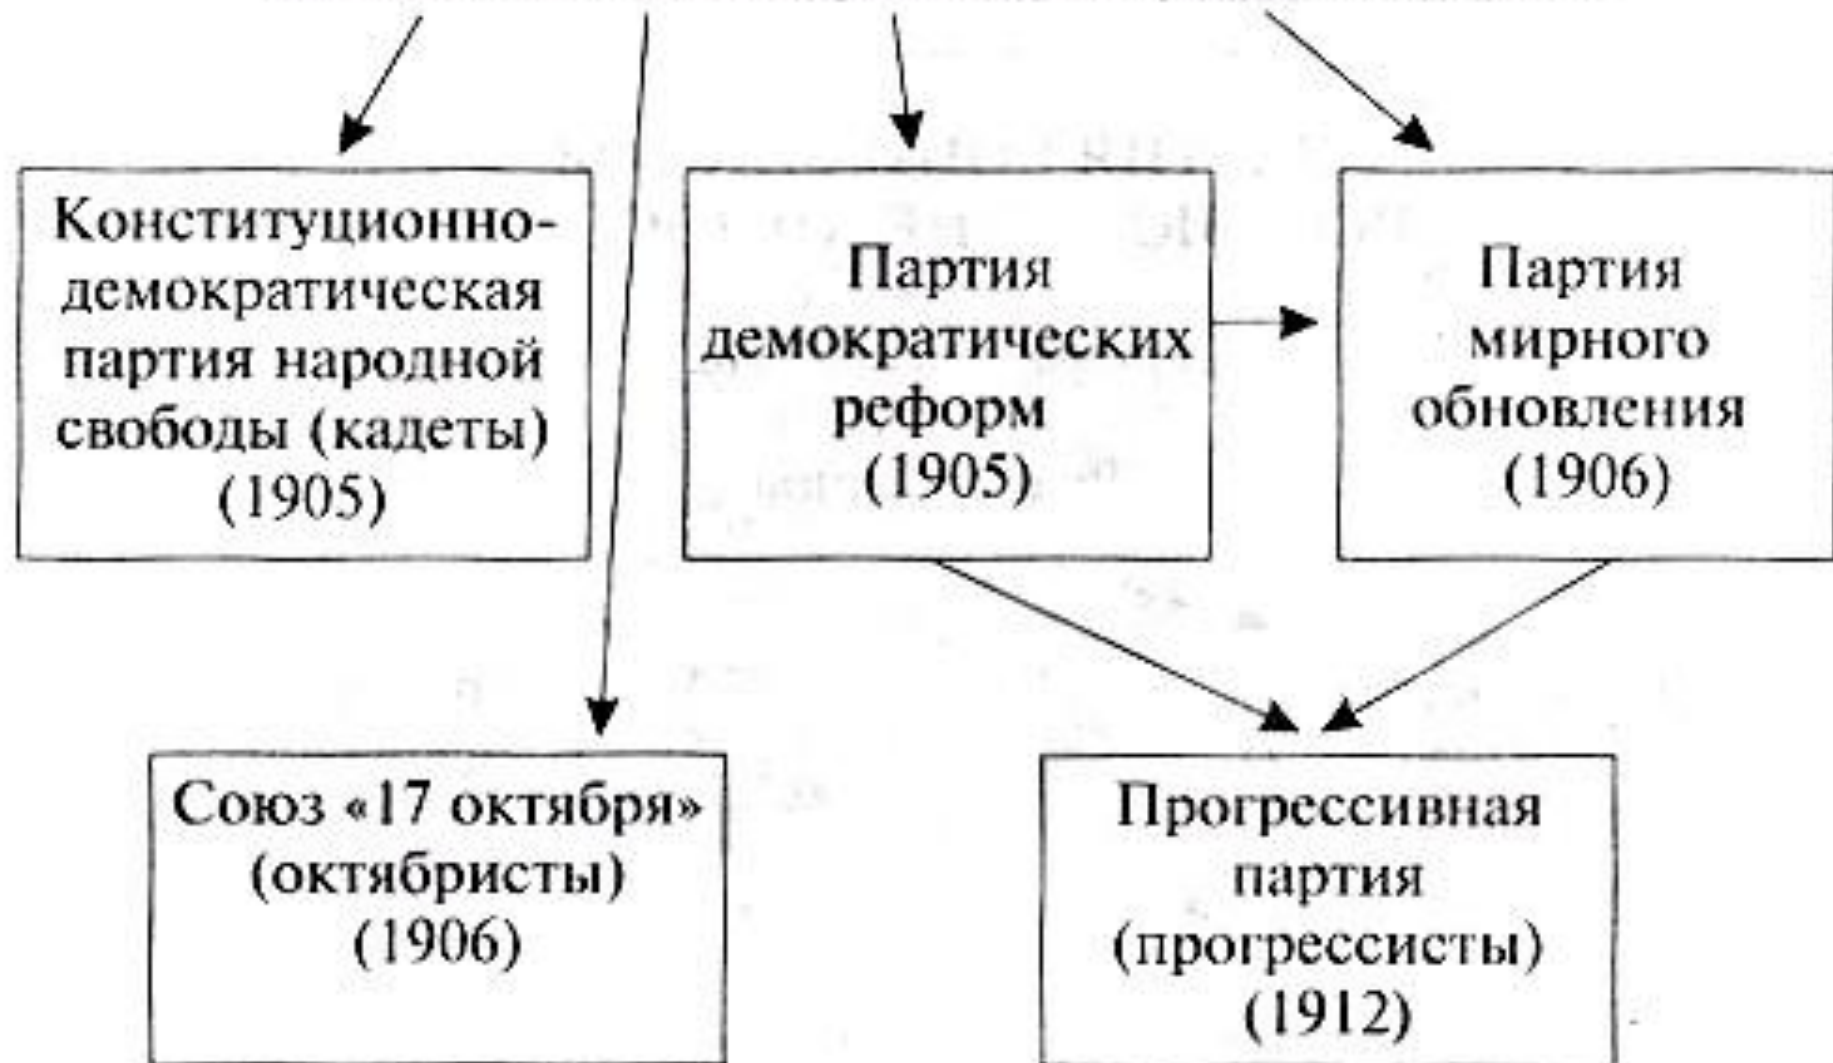 Конституционно-
демократическая
партия народной
свободы (кадеты)
(1905)
Партия
демократических
реформ
(1905)
Партия
мирного
обновления
(1906)
Союз «17 октября»
(октябристы)
(1906)
Прогрессивная
партия
(прогрессисты)
(1912)